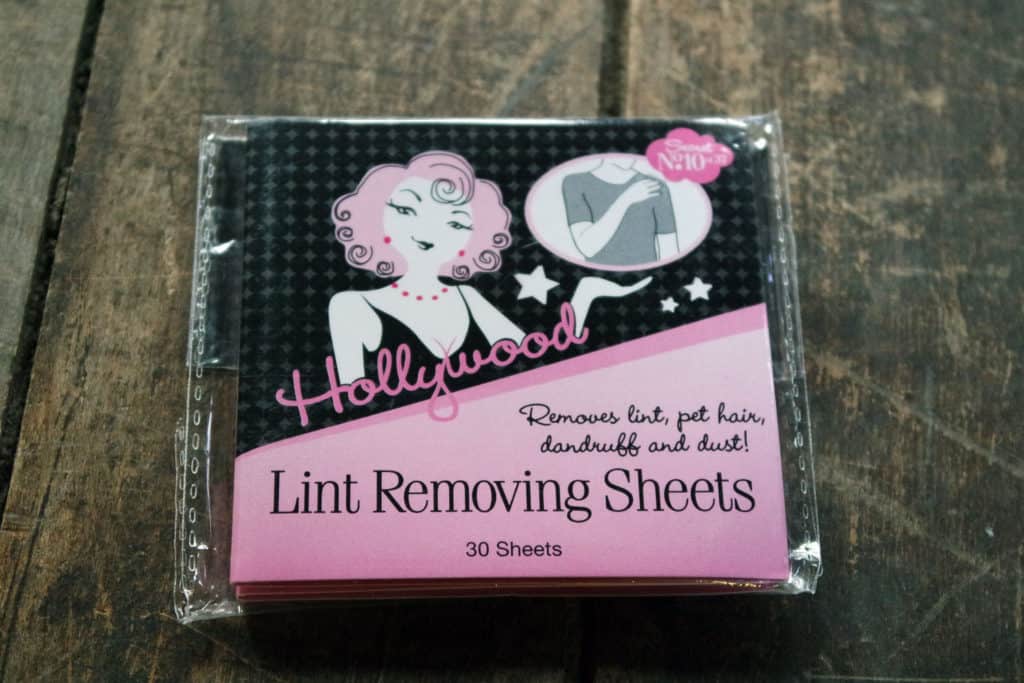 Secret
No.10 of 37
Hollywood
Removes lint, pet hair,
dandruff and dust!
Lint Removing Sheets
30 Sheets